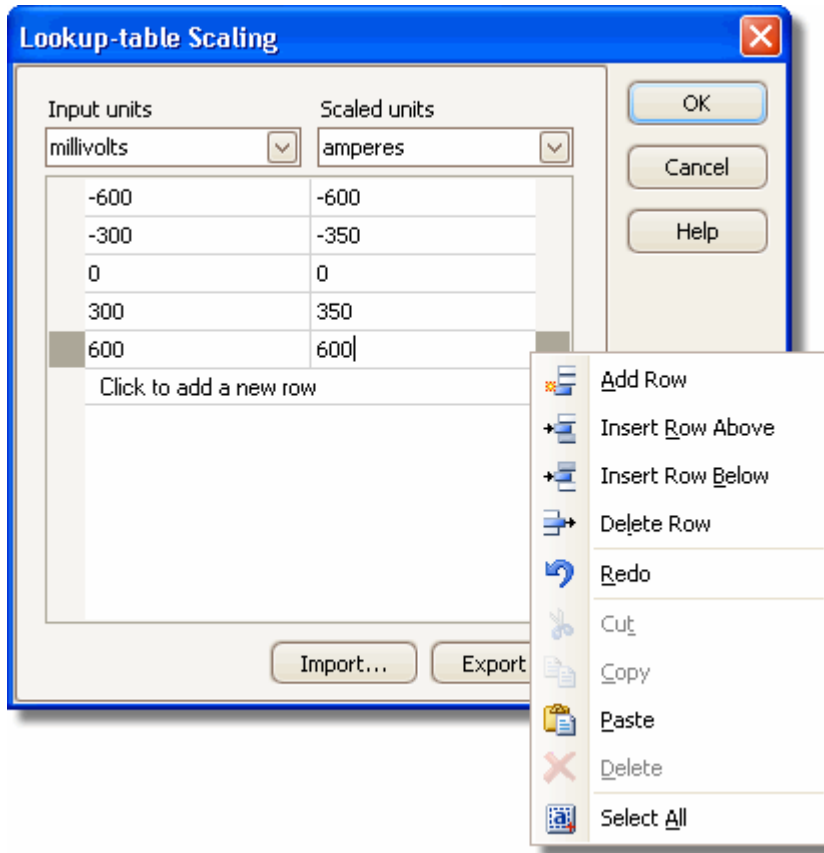 Lookup-table Scaling
Input units Scaled units
millivolts amperes
-600 -600
-300 -350
0 0
300 350
600 600
Click to add a new row
Import... Export
OK
Cancel
Help
Add Row
Insert Row Above
Insert Row Below
Delete Row
Redo
Cut
Copy
Paste
Delete
Select All